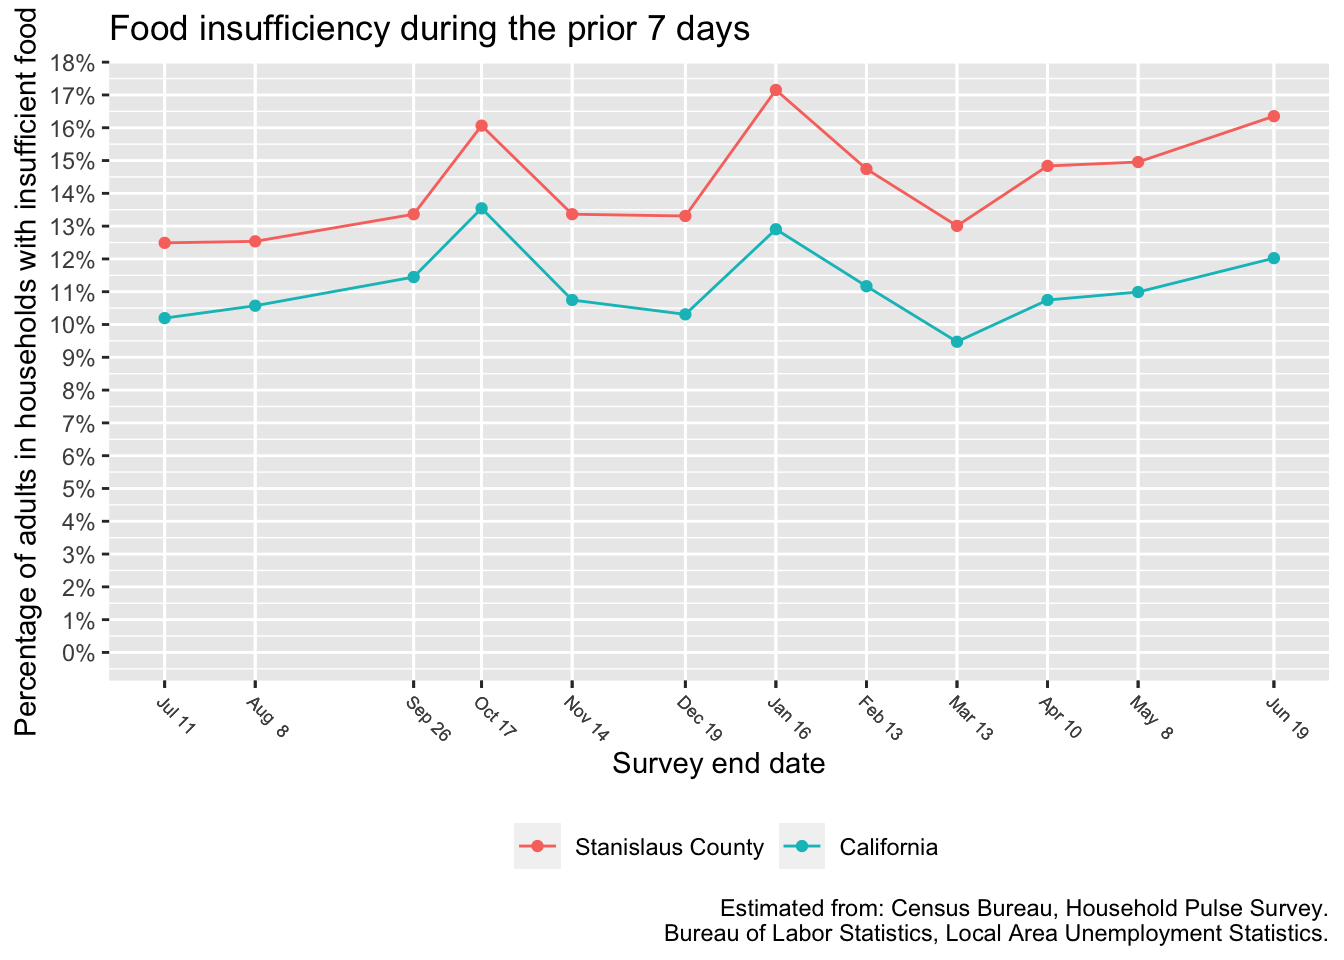 Food insufficiency during the prior 7 days
Percentage of adults in households with insufficient food
18%
17%
16%
15%
14%
13%
12%
11%
10%
9%
8%
7%
6%
5%
4%
3%
2%
1%
0%
Jul 11
Aug 8
Sep 26
Oct 17
Nov 14
Dec 19
Jan 16
Feb 13
Mar 13
Apr 10
May 8
Jun 19
Survey end date
Stanislaus County
California
Estimated from: Census Bureau, Household Pulse Survey.
Bureau of Labor Statistics, Local Area Unemployment Statistics.